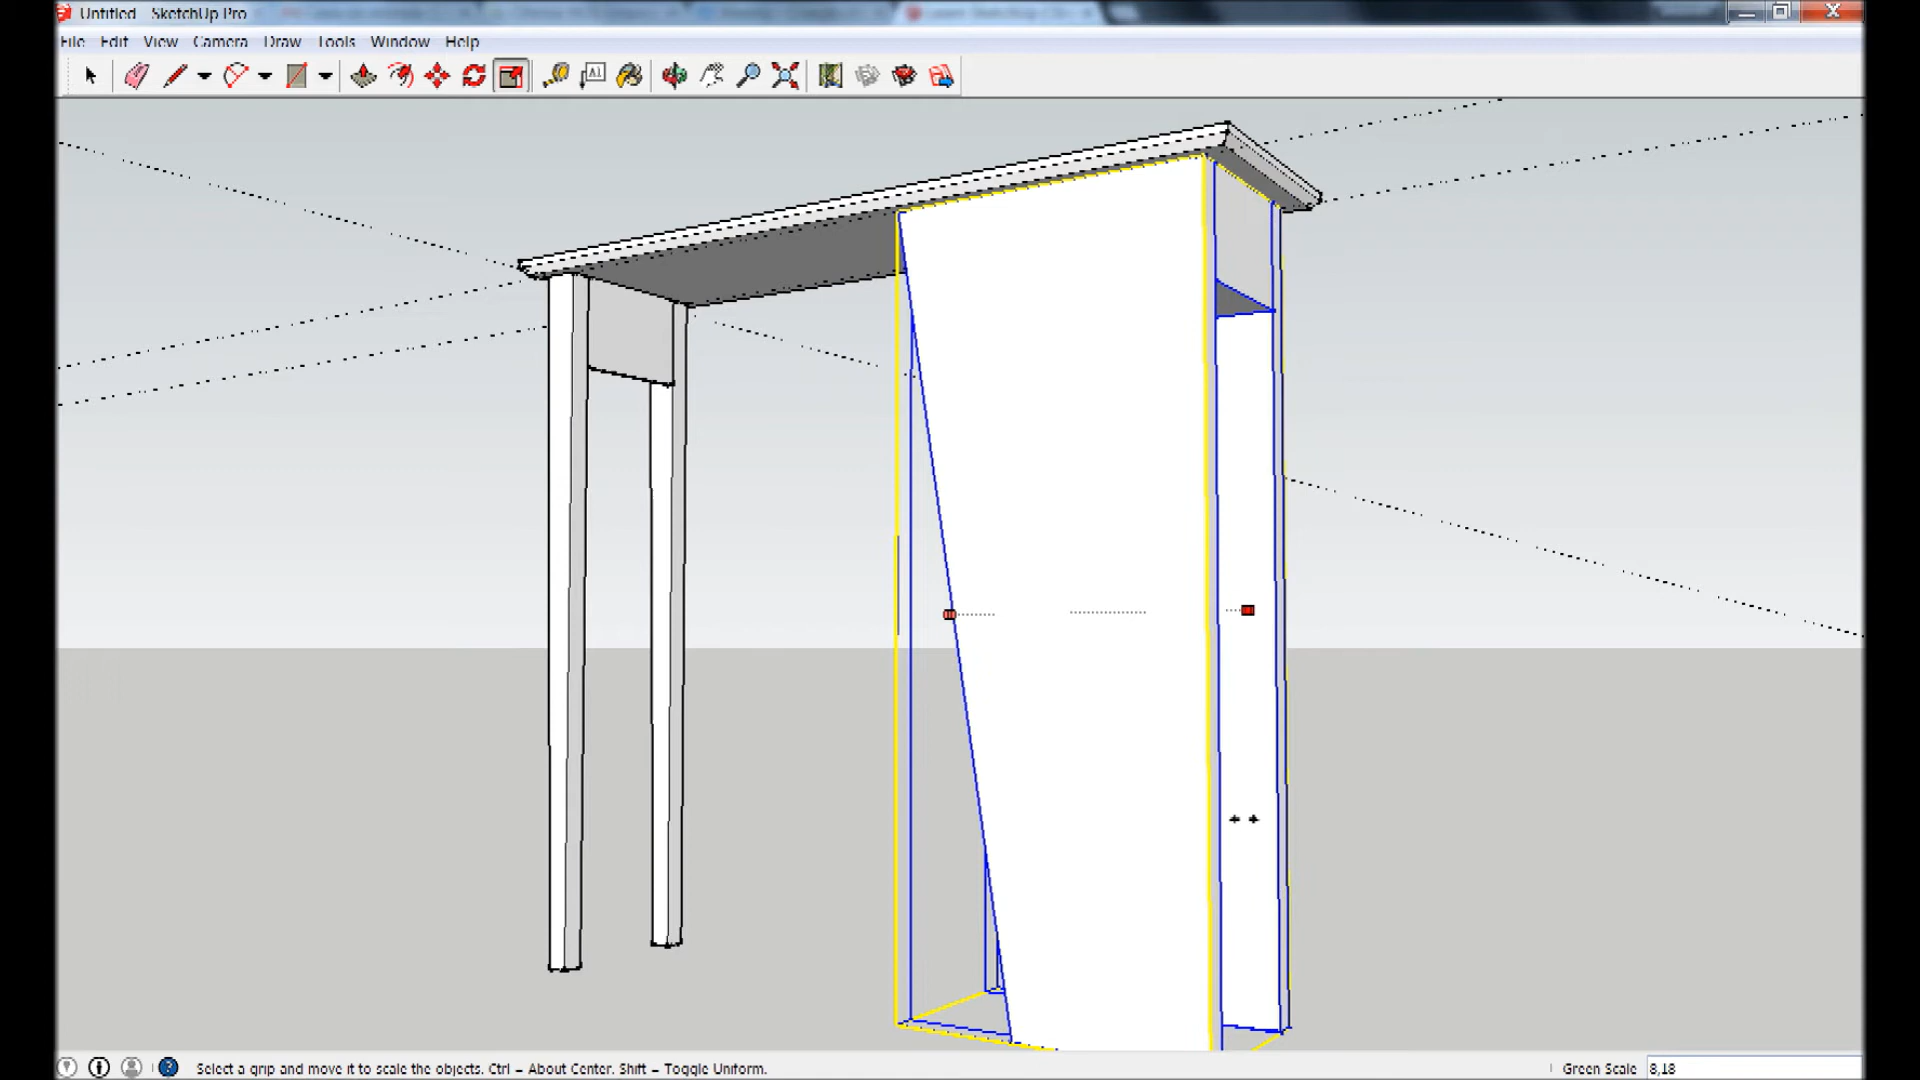 Untitled - SketchUp Pro
File Edit View Camera Draw Tools Window Help
A1
Select a grip and move it to scale the objects. Ctrl = About Center. Shift = Toggle Uniform.
Green Scale 8,18